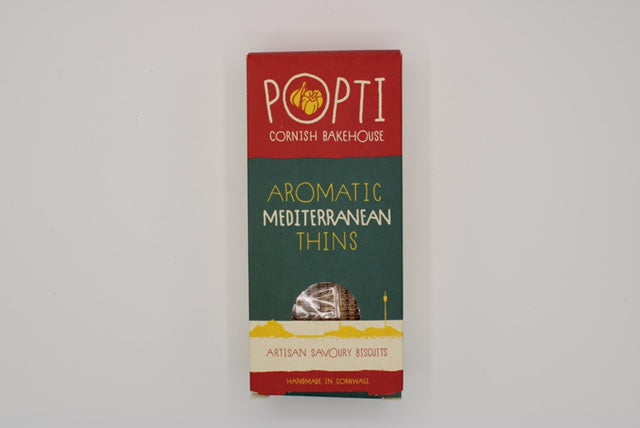 POPTI
CORNISH BAKEHOUSE
AROMATIC
MEDITERRANEAN
THINS
ARTISAN SAVOURY BISCUITS
HANDMADE IN CORNWALL